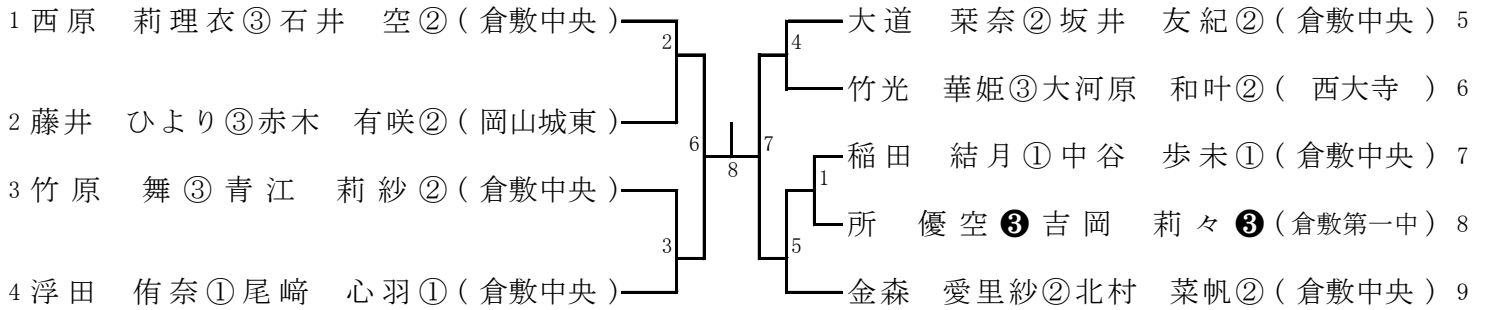 1 西原 莉理衣③石井 空②(倉敷中央)
2 藤井 ひより③赤木 有咲②(岡山城東)
3 竹原 舞③青江 莉紗②(倉敷中央)
4 浮田 侑奈①尾﨑 心羽①(倉敷中央)
2
3
6
8
7
4
1
5
大道 栞奈②坂井 友紀②(倉敷中央) 5
竹光 華姫③大河原 和叶②( 西大寺 ) 6
稲田 結月①中谷 歩未①(倉敷中央) 7
所 優空❸吉岡 莉々❸(倉敷第一中) 8
金森 愛里紗②北村 菜帆②(倉敷中央) 9